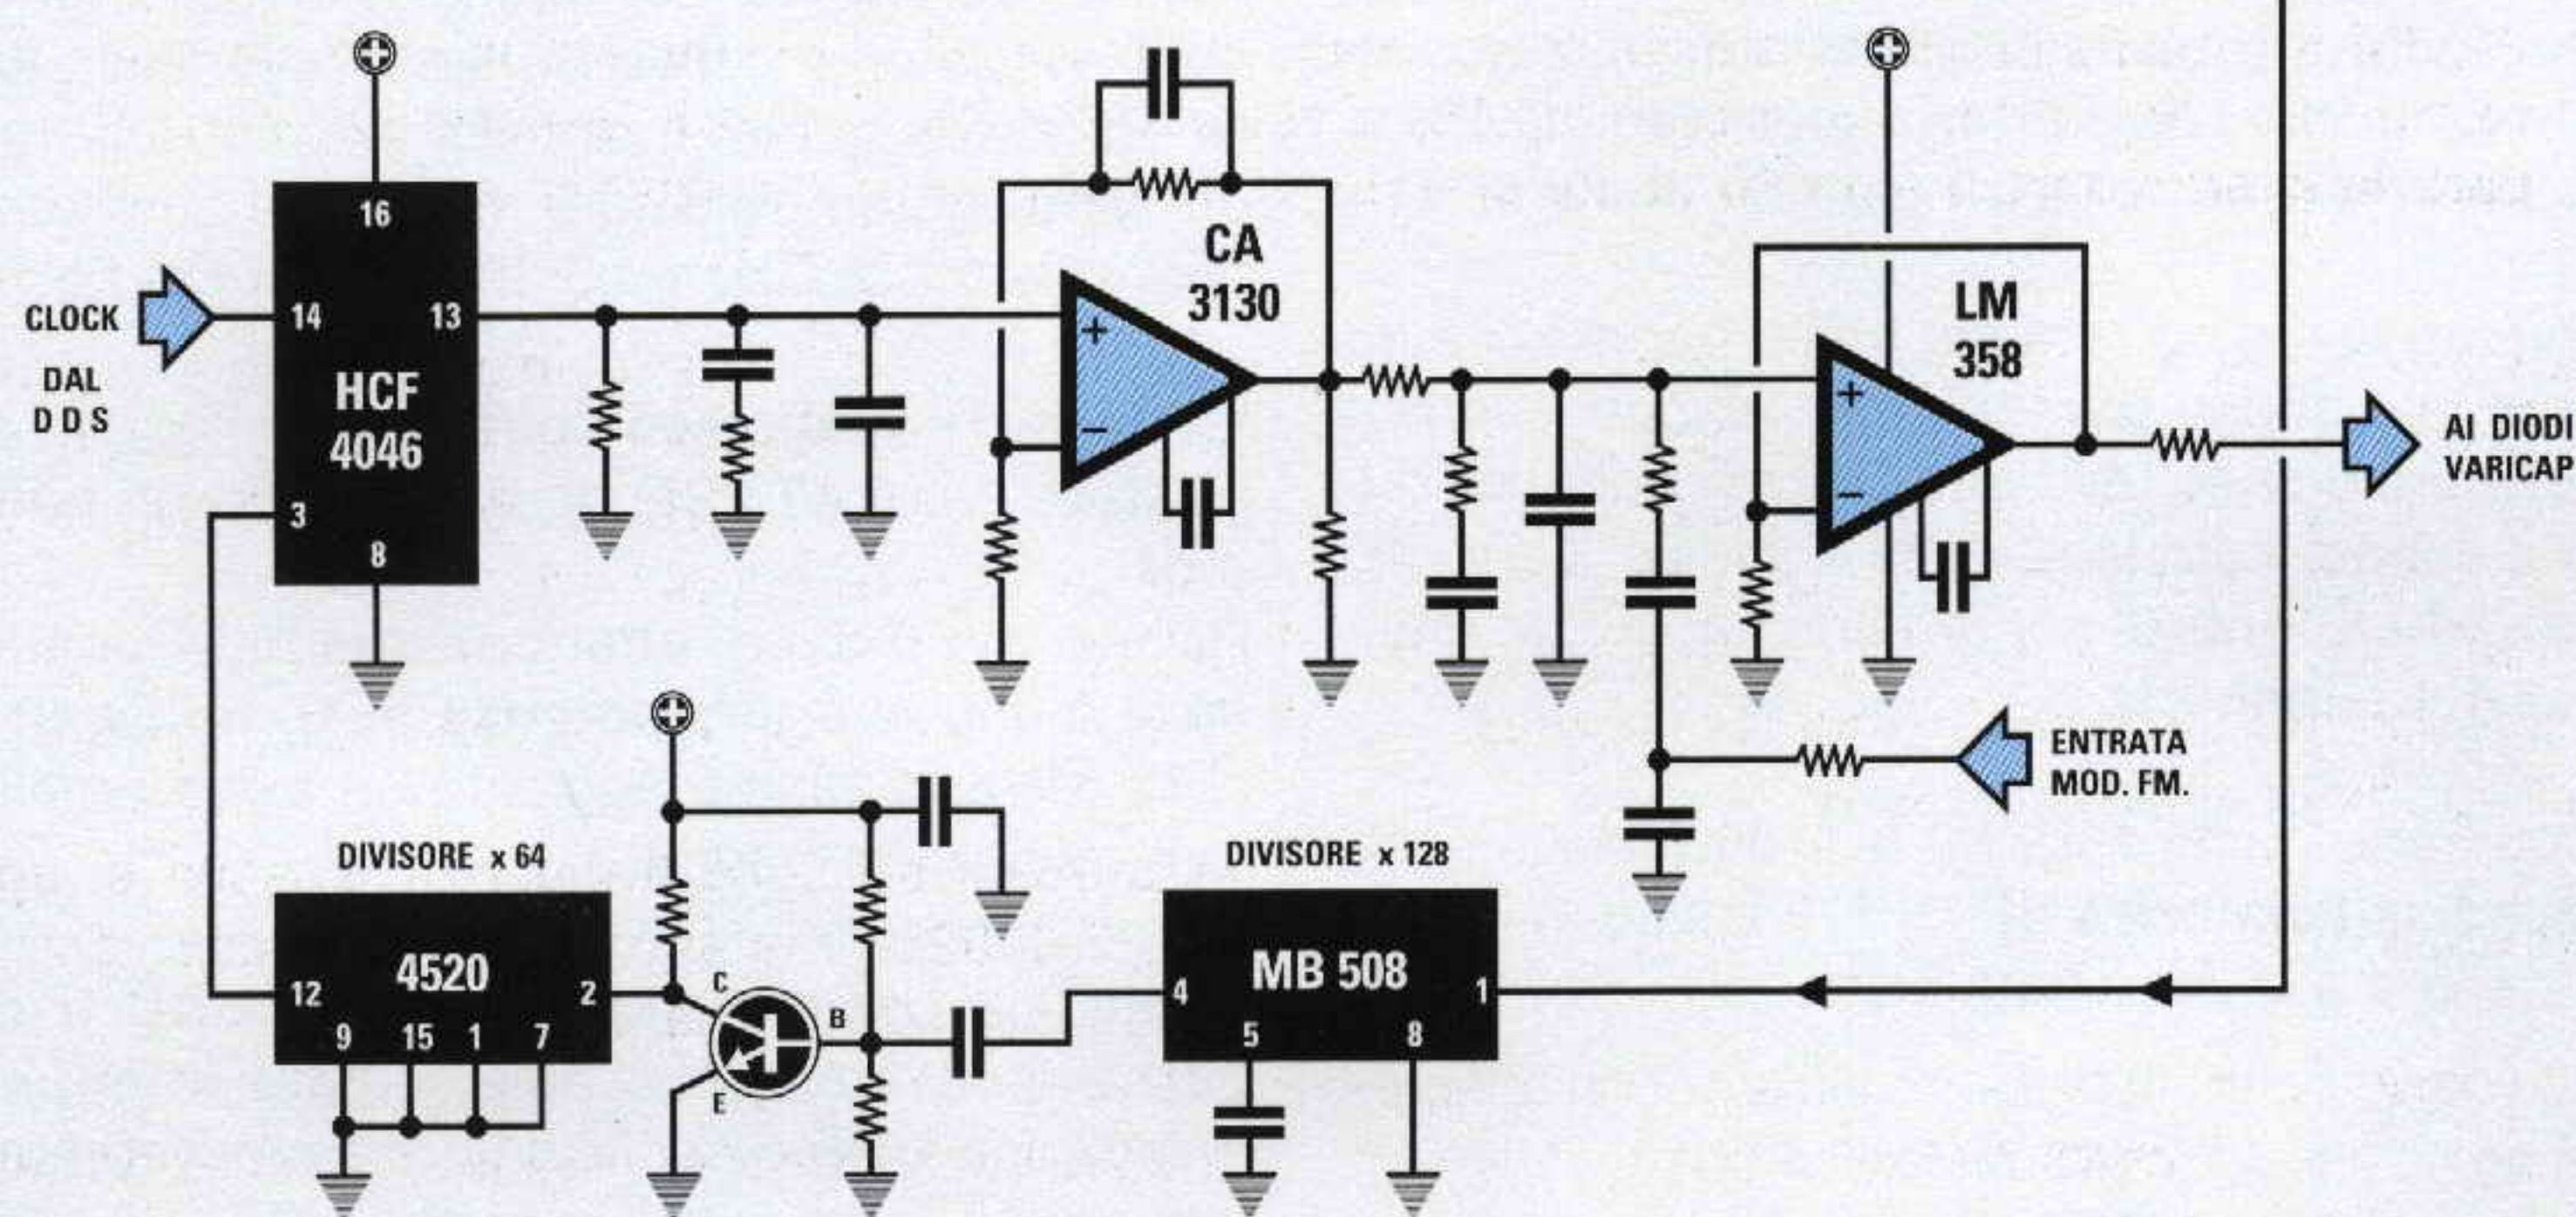 16
14
13
HCF
4046
3
8
CLOCK
DAL
D D S
+
−
CA
3130
+
−
LM
358
AI DIODI
VARICAP
ENTRATA
MOD. FM.
DIVISORE x 64
4520
12
2
9 15 1 7
C
B
E
DIVISORE x 128
MB 508
4
1
5
8